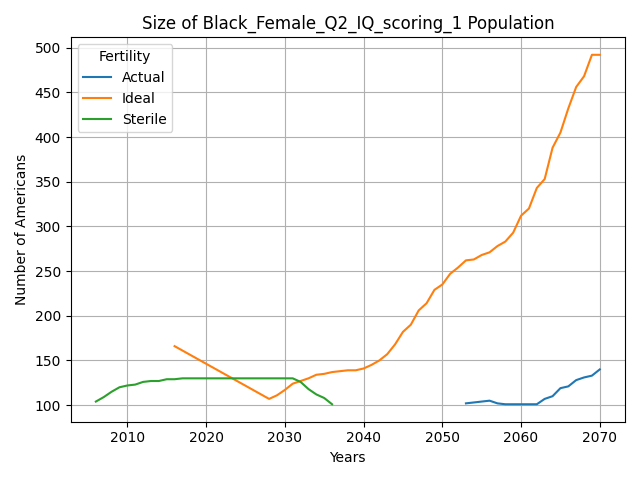 Size of Black_Female_Q2_IQ_scoring_1 Population
Fertility
Actual
Ideal
Sterile
Number of Americans
500
450
400
350
300
250
200
150
100
2010 2020 2030 2040 2050 2060 2070
Years